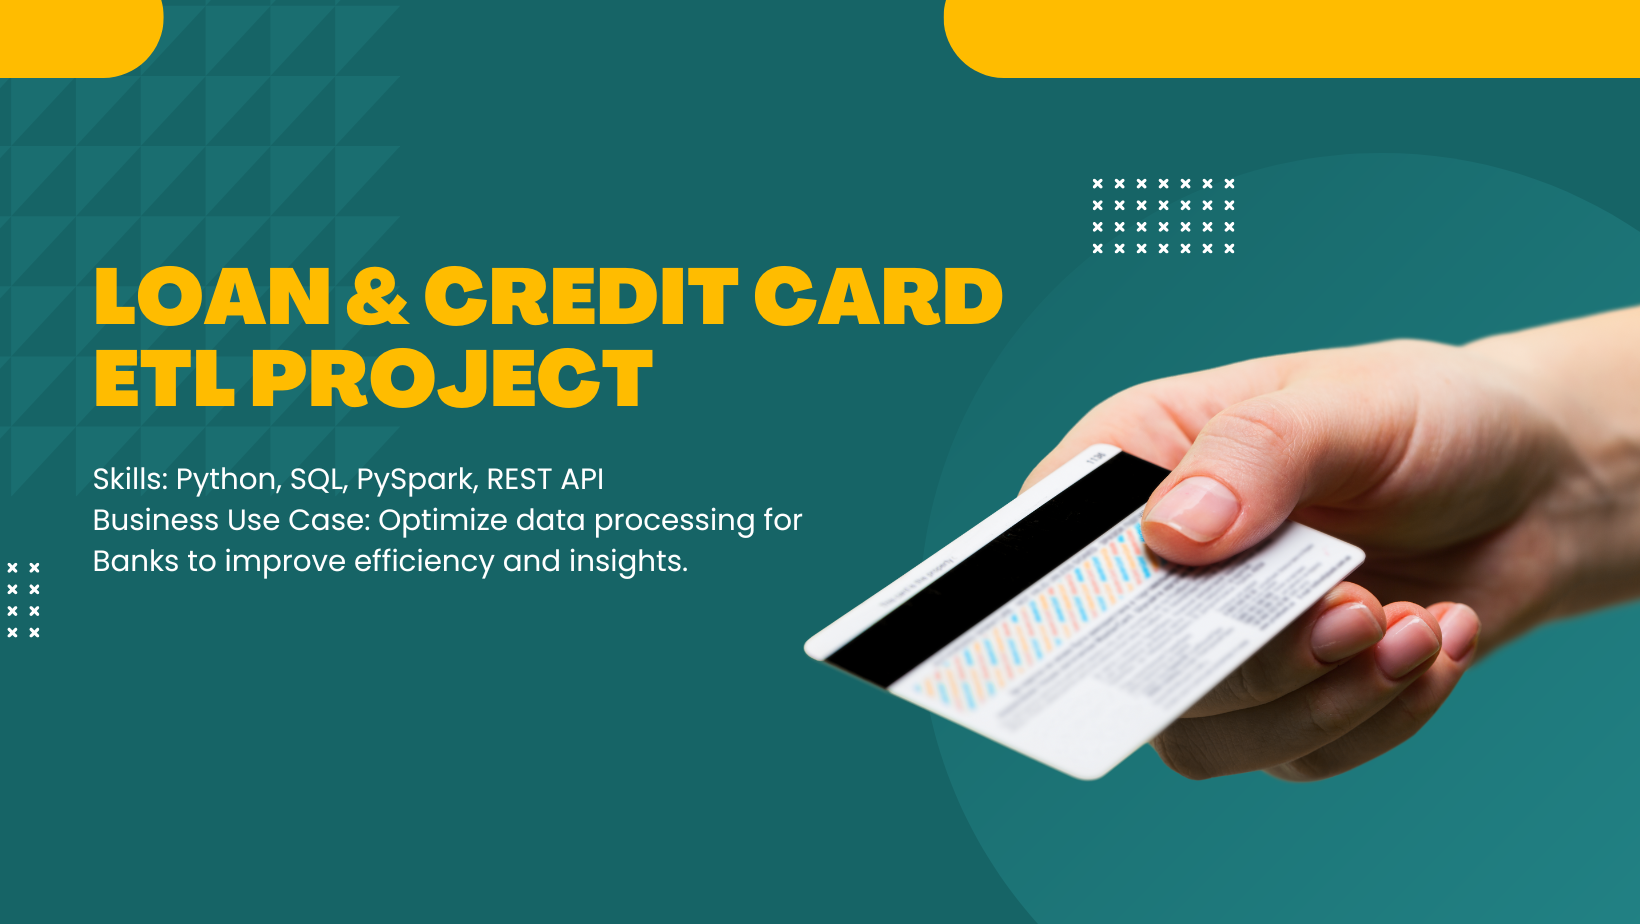 LOAN & CREDIT CARD
ETL PROJECT
Skills: Python, SQL, PySpark, REST API
Business Use Case: Optimize data processing for
Banks to improve efficiency and insights.